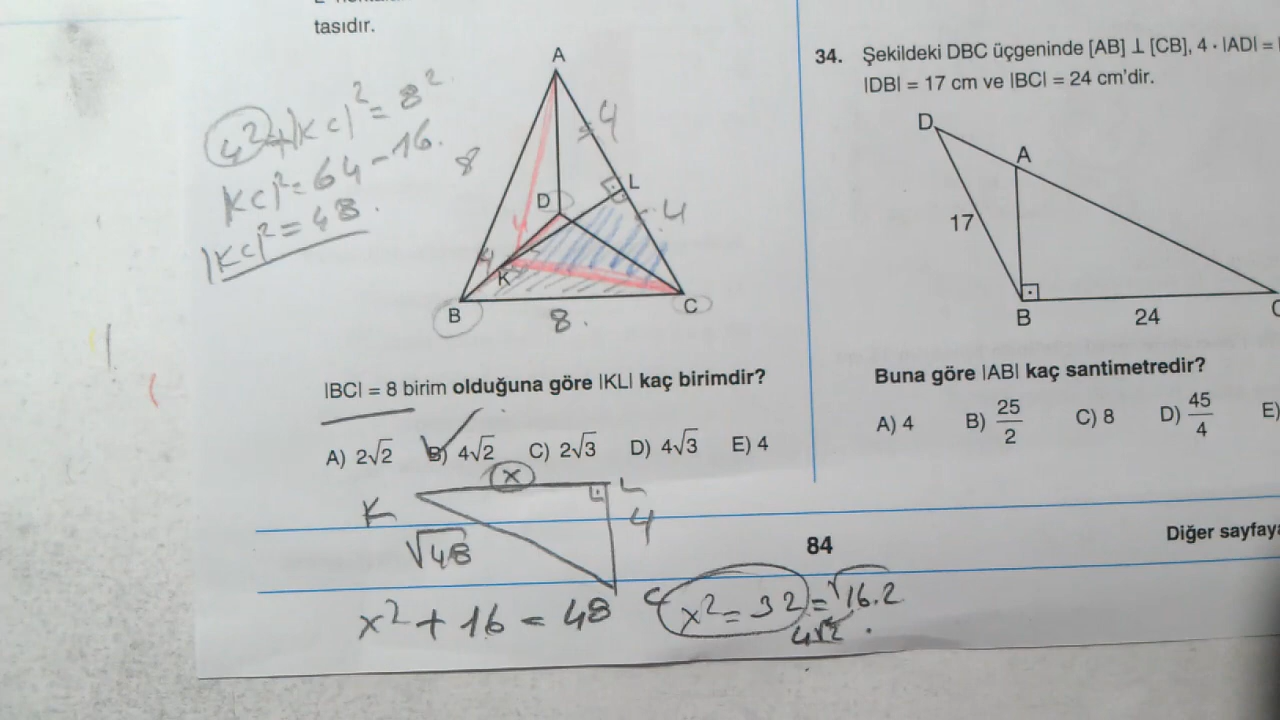 tasıdır.
4² + |KC|² = 8²
|KC|² = 64 - 16.
|KC|² = 48.
8
A
4
L
4
D
4
4
K
B
C
8.
|BC| = 8 birim olduğuna göre |KL| kaç birimdir?
A) 2√2 B) 4√2 C) 2√3 D) 4√3 E) 4
K
x
L
4
√48
C
x² + 16 = 48
x² = 32 = √16.2
4√2.
34. Şekildeki DBC üçgeninde [AB] ⊥ [CB], 4 · |AD| =
|DB| = 17 cm ve |BC| = 24 cm'dir.
D
A
17
B
24
Buna göre |AB| kaç santimetredir?
A) 4 B) 25/2 C) 8 D) 45/4 E)
84
Diğer sayfaya